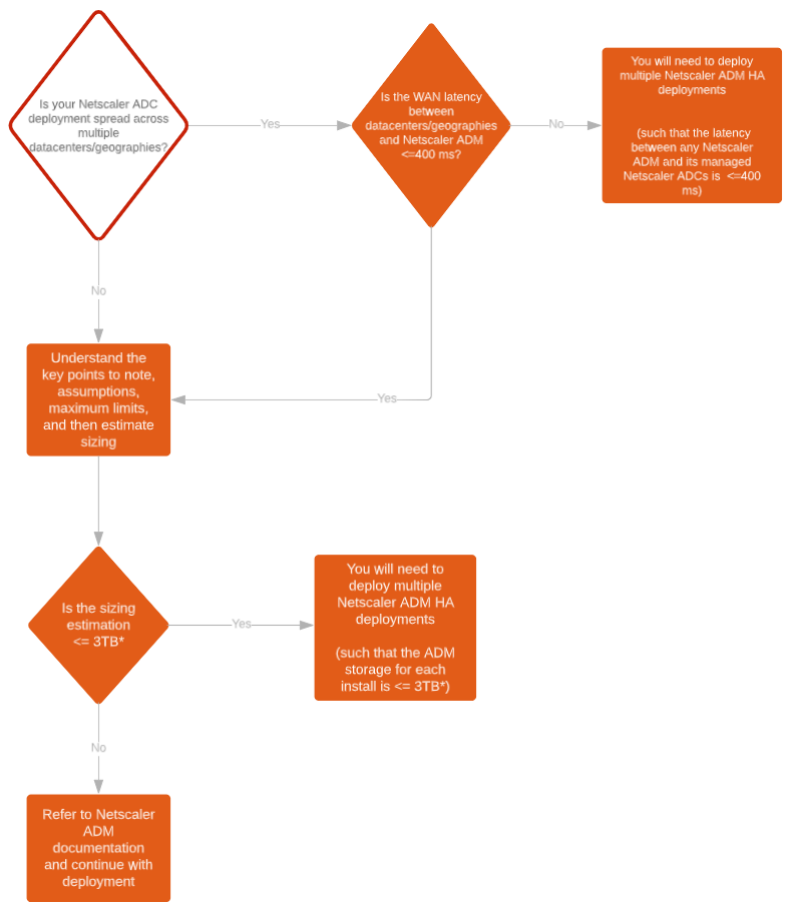 Is your Netscaler ADC
deployment spread across
multiple
datacenters/geographies?
Yes
Is the WAN latency
between
datacenters/geographies
and Netscaler ADM
<=400 ms?
No
You will need to deploy
multiple Netscaler ADM HA
deployments
(such that the latency
between any Netscaler
ADM and its managed
Netscaler ADCs is <=400
ms)
No
Understand the
key points to note,
assumptions,
maximum limits,
and then estimate
sizing
Yes
Is the sizing
estimation
<= 3TB*
Yes
You will need to
deploy multiple
Netscaler ADM HA
deployments
(such that the ADM
storage for each
install is <= 3TB*)
No
Refer to Netscaler
ADM
documentation
and continue with
deployment